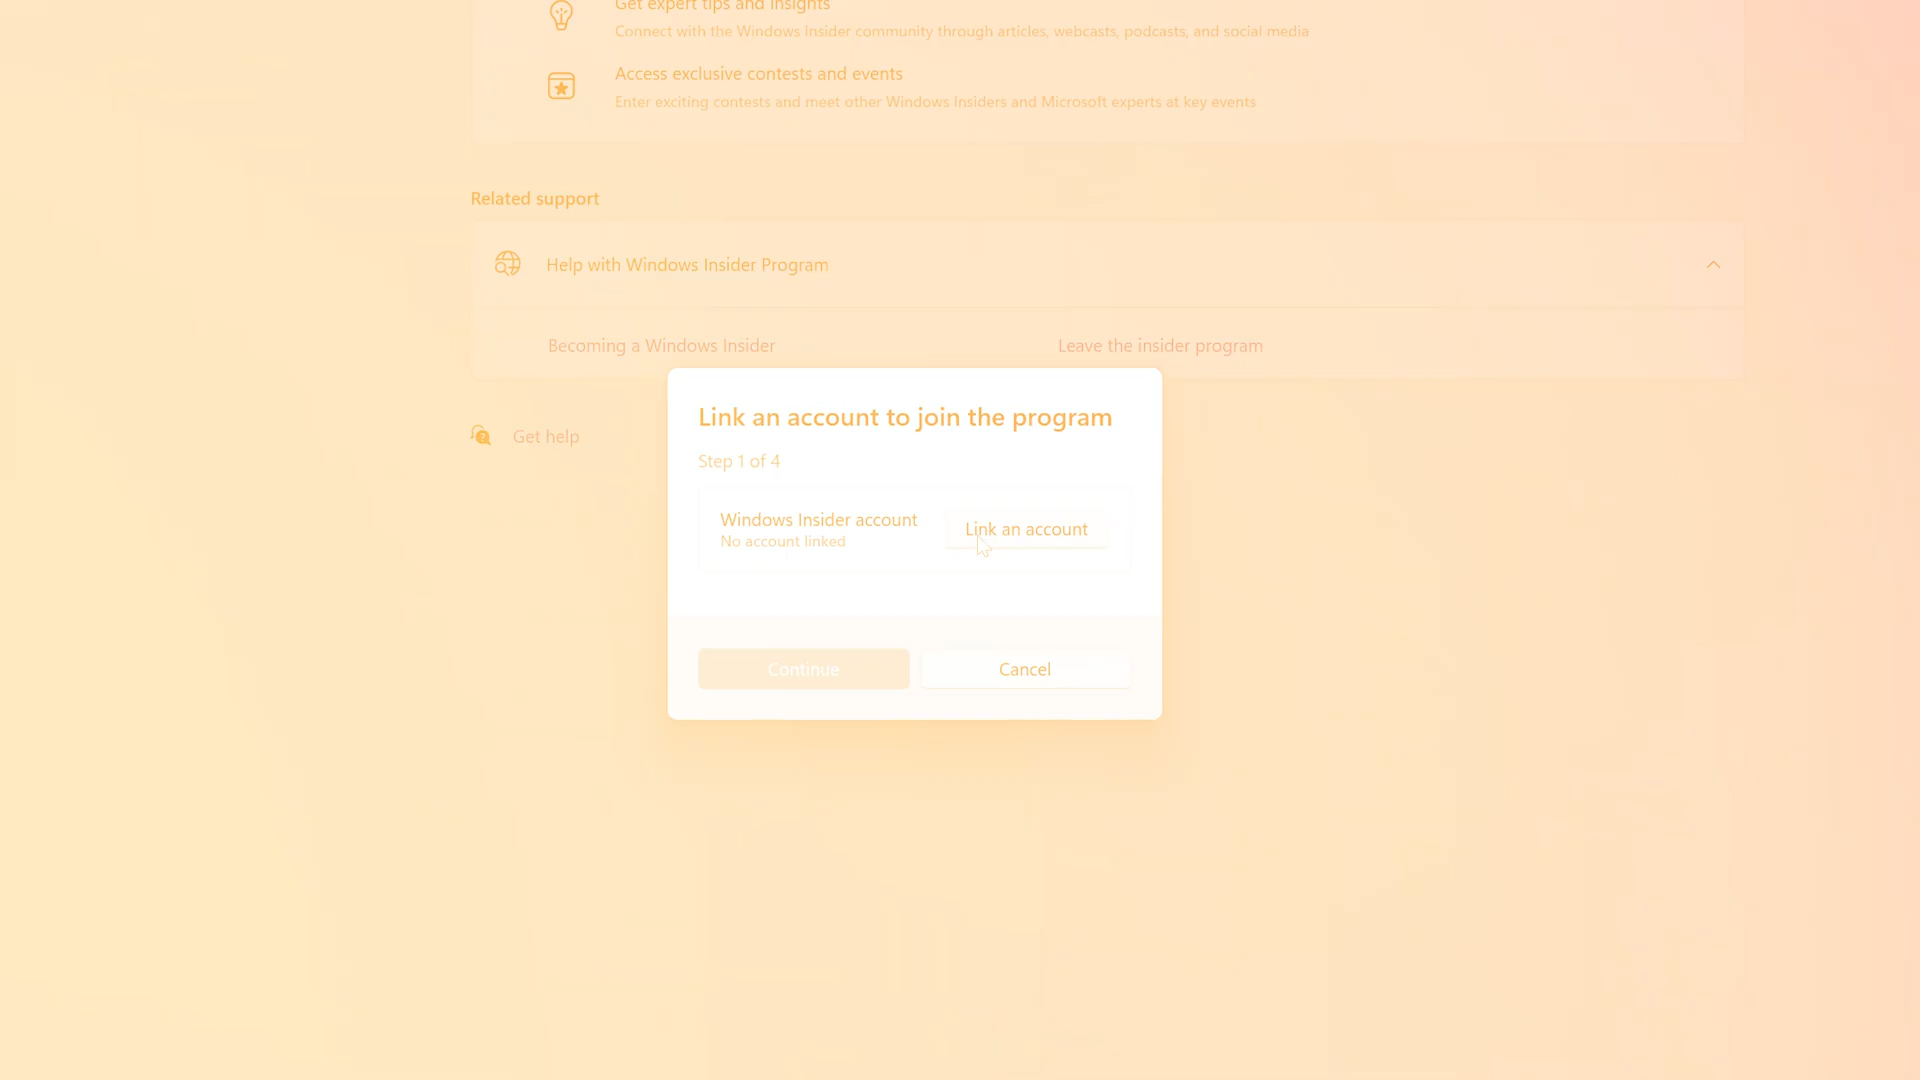 Get expert tips and insights
Connect with the Windows Insider community through articles, webcasts, podcasts, and social media
Access exclusive contests and events
Enter exciting contests and meet other Windows Insiders and Microsoft experts at key events
Related support
Help with Windows Insider Program
Becoming a Windows Insider
Leave the insider program
Get help
Link an account to join the program
Step 1 of 4
Windows Insider account
No account linked
Link an account
Continue
Cancel